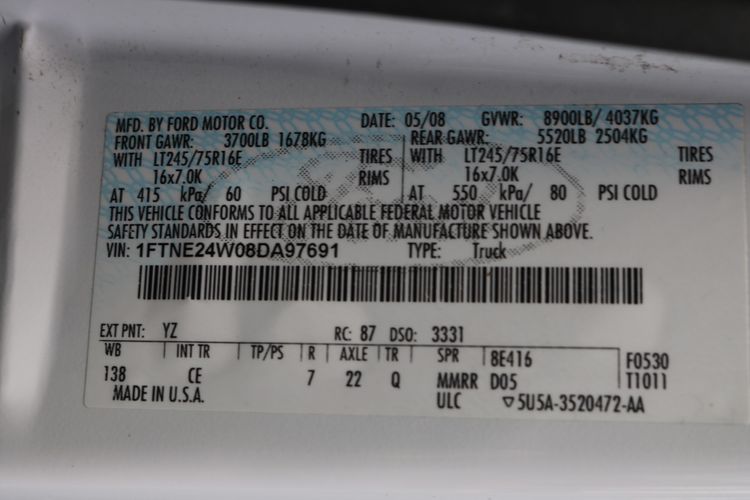 MFD. BY FORD MOTOR CO. DATE: 05/08 GVWR: 8900LB/ 4037KG
FRONT GAWR: 3700LB 1678KG REAR GAWR: 5520LB 2504KG
WITH LT245/75R16E TIRES WITH LT245/75R16E TIRES
16x7.0K RIMS 16x7.0K RIMS
AT 415 kPa/ 60 PSI COLD AT 550 kPa/ 80 PSI COLD
THIS VEHICLE CONFORMS TO ALL APPLICABLE FEDERAL MOTOR VEHICLE
SAFETY STANDARDS IN EFFECT ON THE DATE OF MANUFACTURE SHOWN ABOVE.
VIN: 1FTNE24W08DA97691 TYPE: Truck
EXT PNT: YZ RC: 87 DSO: 3331
WB INT TR TP/PS R AXLE TR SPR 8E416 F0530
138 CE 7 22 Q MMRR D05 T1011
MADE IN U.S.A. ULC ▽5U5A-3520472-AA